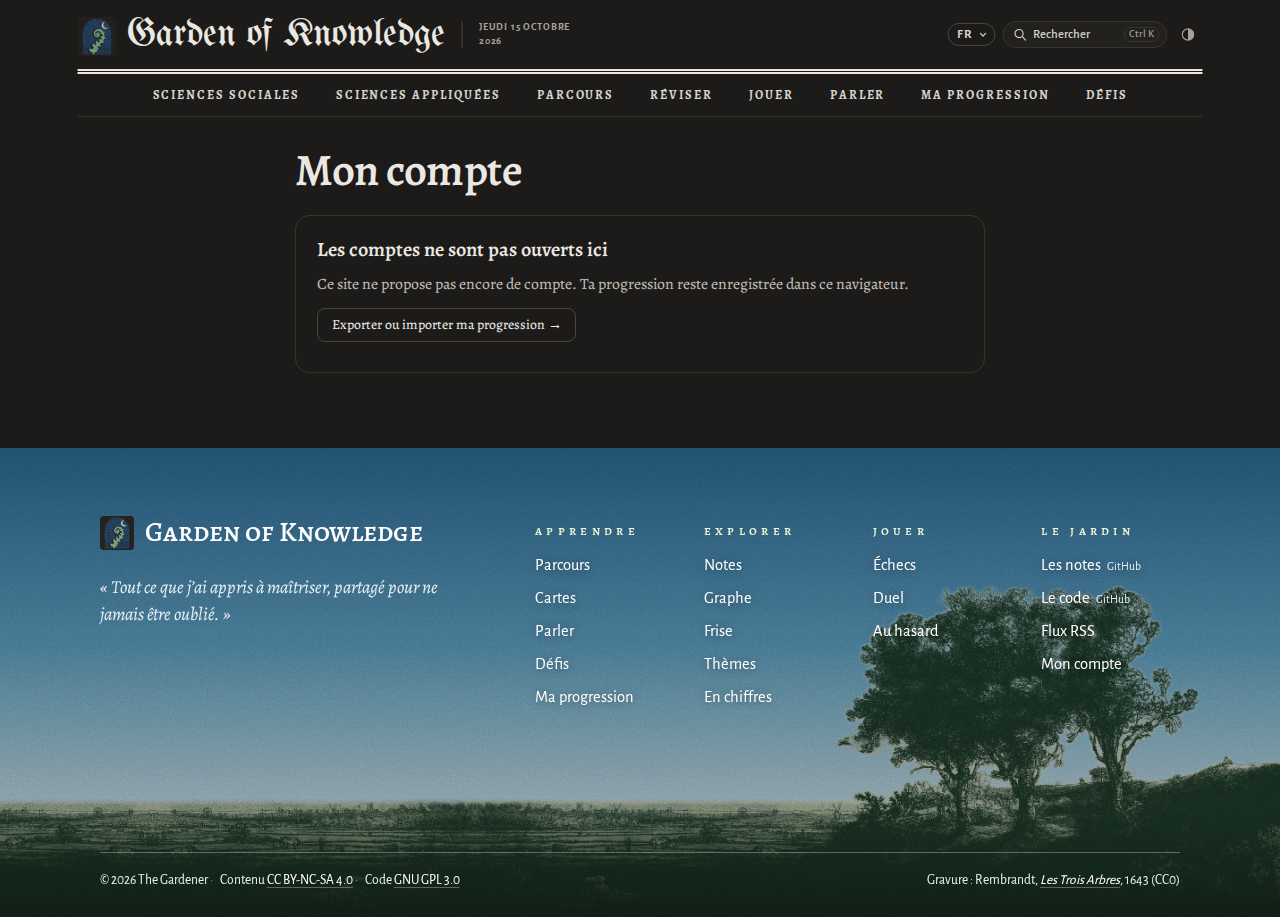 Garden of Knowledge
JEUDI 15 OCTOBRE
2026
FR
Rechercher
Ctrl K
SCIENCES SOCIALES
SCIENCES APPLIQUÉES
PARCOURS
RÉVISER
JOUER
PARLER
MA PROGRESSION
DÉFIS
Mon compte
Les comptes ne sont pas ouverts ici
Ce site ne propose pas encore de compte. Ta progression reste enregistrée dans ce navigateur.
Exporter ou importer ma progression →
Garden of Knowledge
« Tout ce que j'ai appris à maîtriser, partagé pour ne
jamais être oublié. »
APPRENDRE
Parcours
Cartes
Parler
Défis
Ma progression
EXPLORER
Notes
Graphe
Frise
Thèmes
En chiffres
JOUER
Échecs
Duel
Au hasard
LE JARDIN
Les notes GitHub
Le code GitHub
Flux RSS
Mon compte
© 2026 The Gardener · Contenu CC BY-NC-SA 4.0 · Code GNU GPL 3.0
Gravure : Rembrandt, Les Trois Arbres, 1643 (CC0)